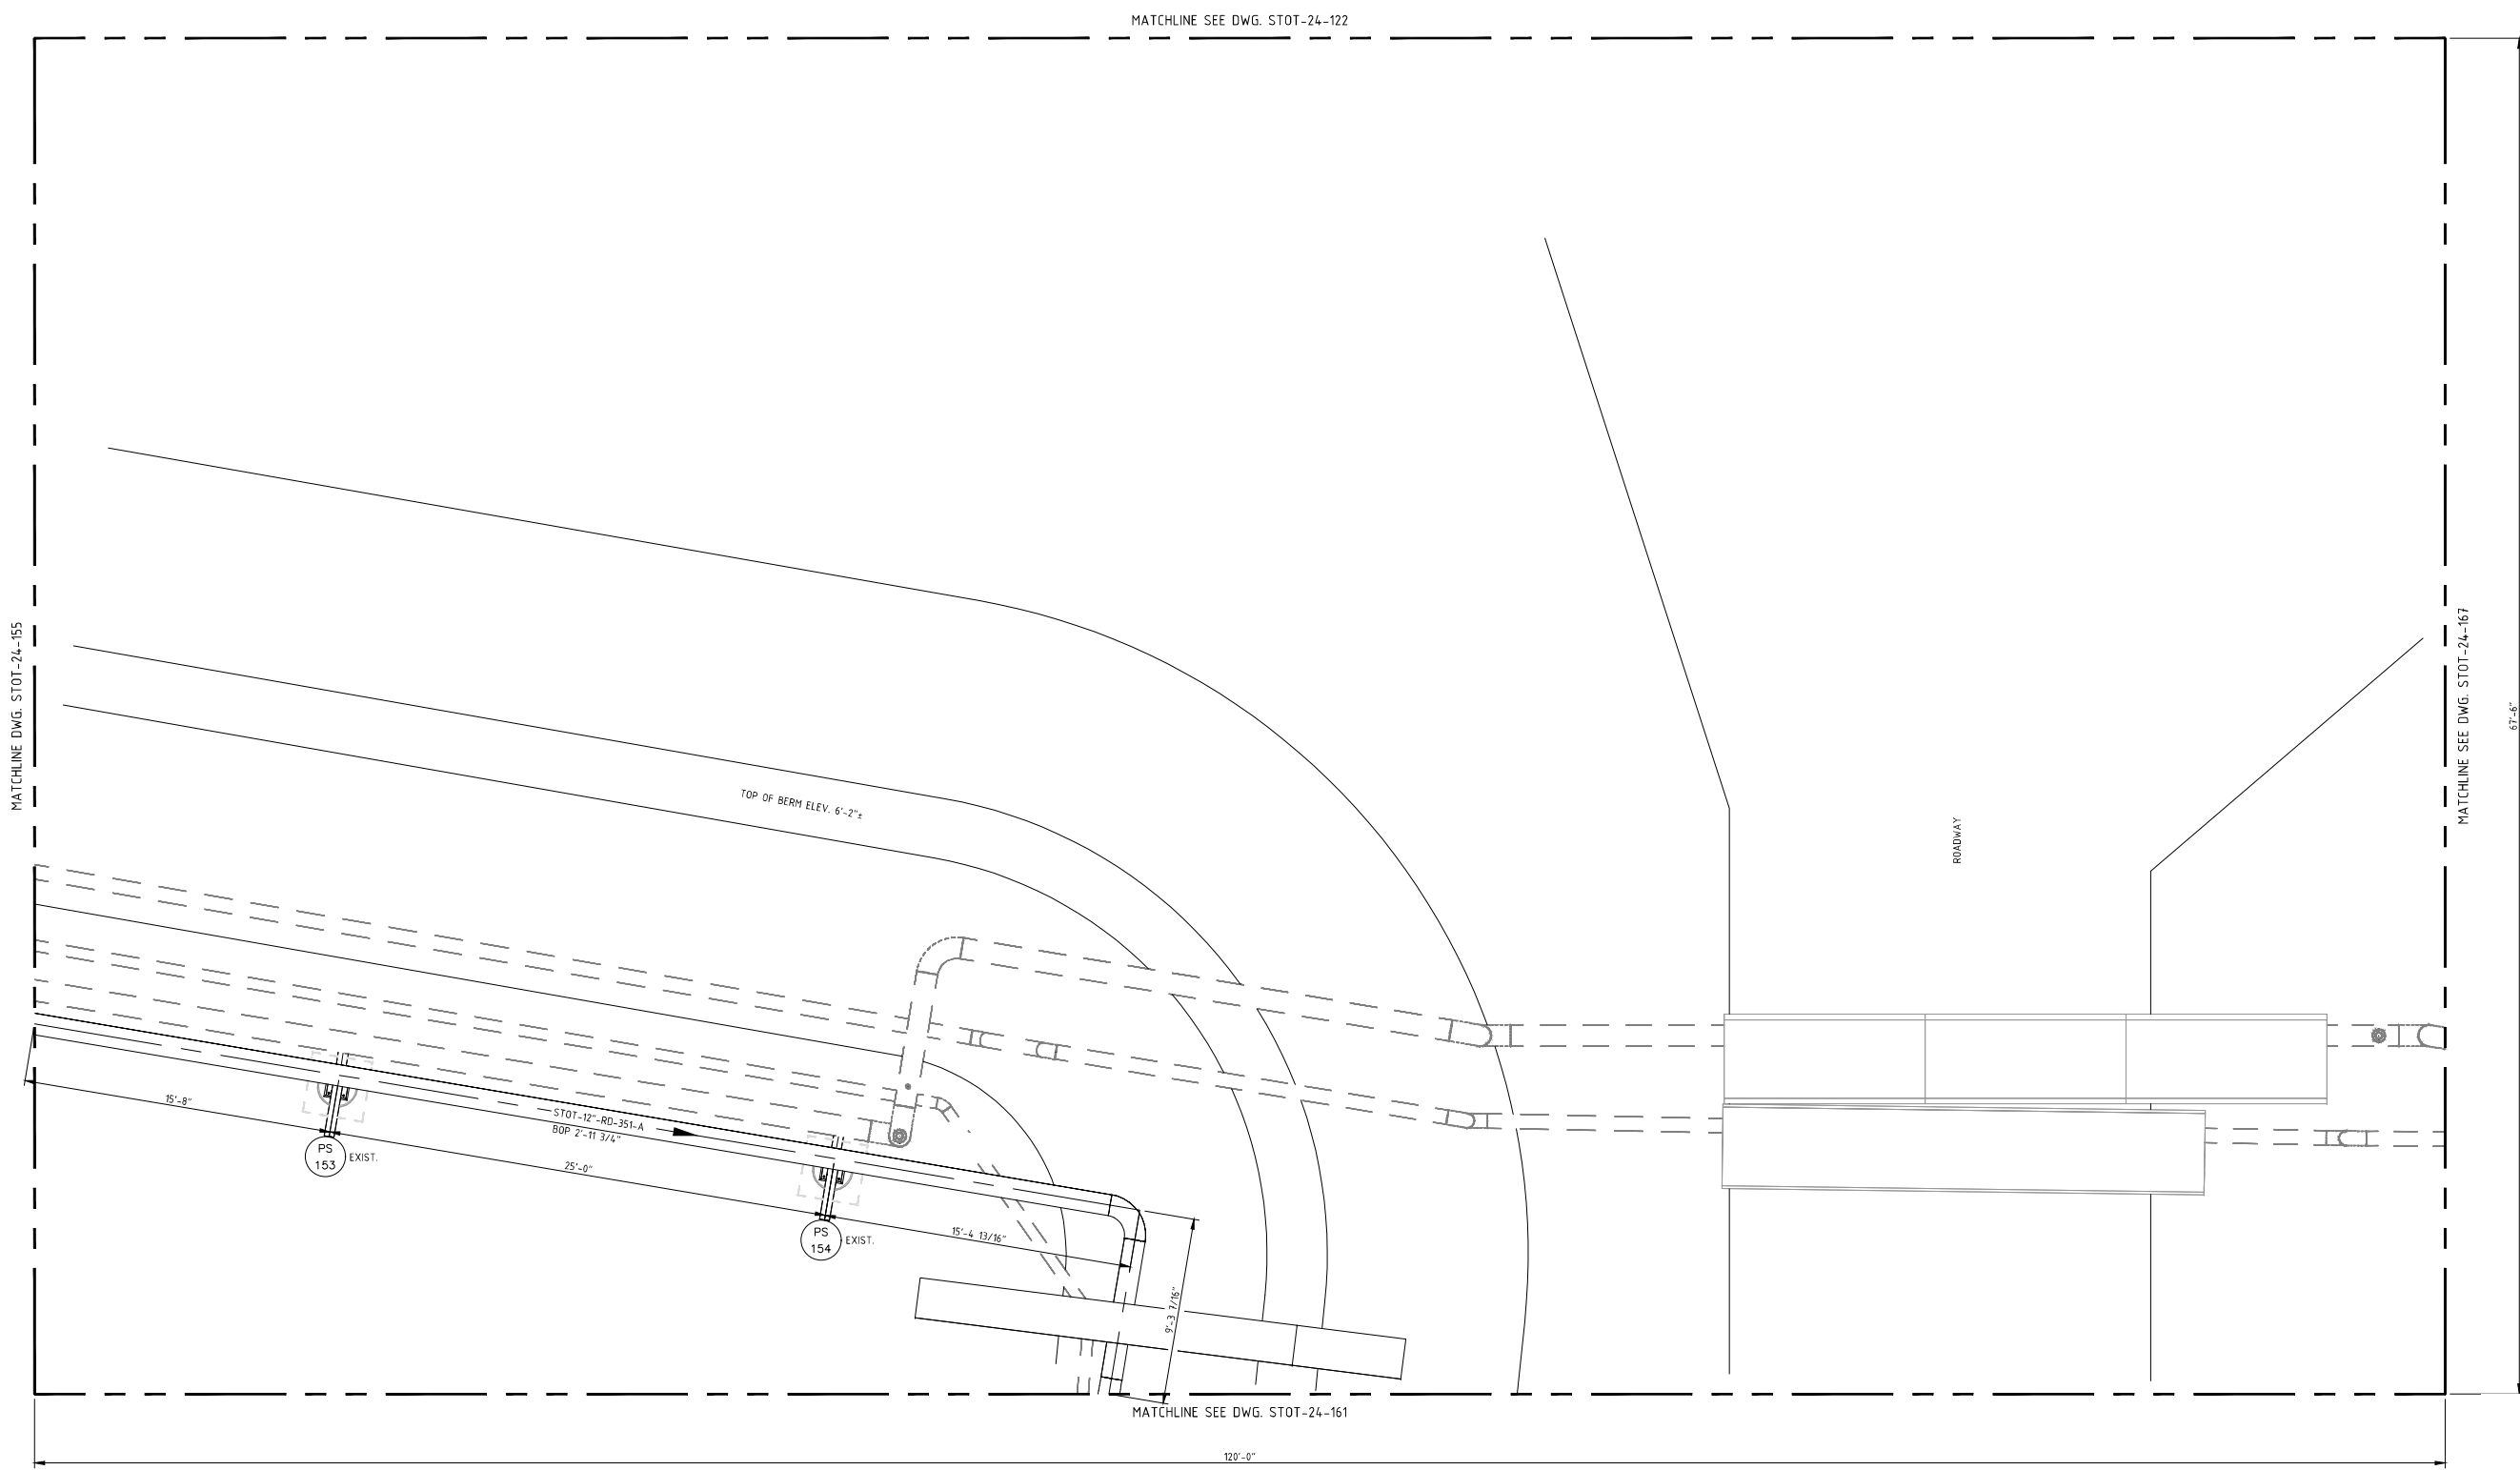 MATCHLINE SEE DWG. STOT-24-122
MATCHLINE DWG. STOT-24-155
MATCHLINE SEE DWG. STOT-24-167
67'-6"
TOP OF BERM ELEV. 6'-2"±
ROADWAY
15'-8"
STOT-12"-RD-351-A
BOP 2'-11 3/4"
PS
153
EXIST.
25'-0"
PS
154
EXIST.
15'-4 13/16"
9'-3 7/16"
MATCHLINE SEE DWG. STOT-24-161
120'-0"